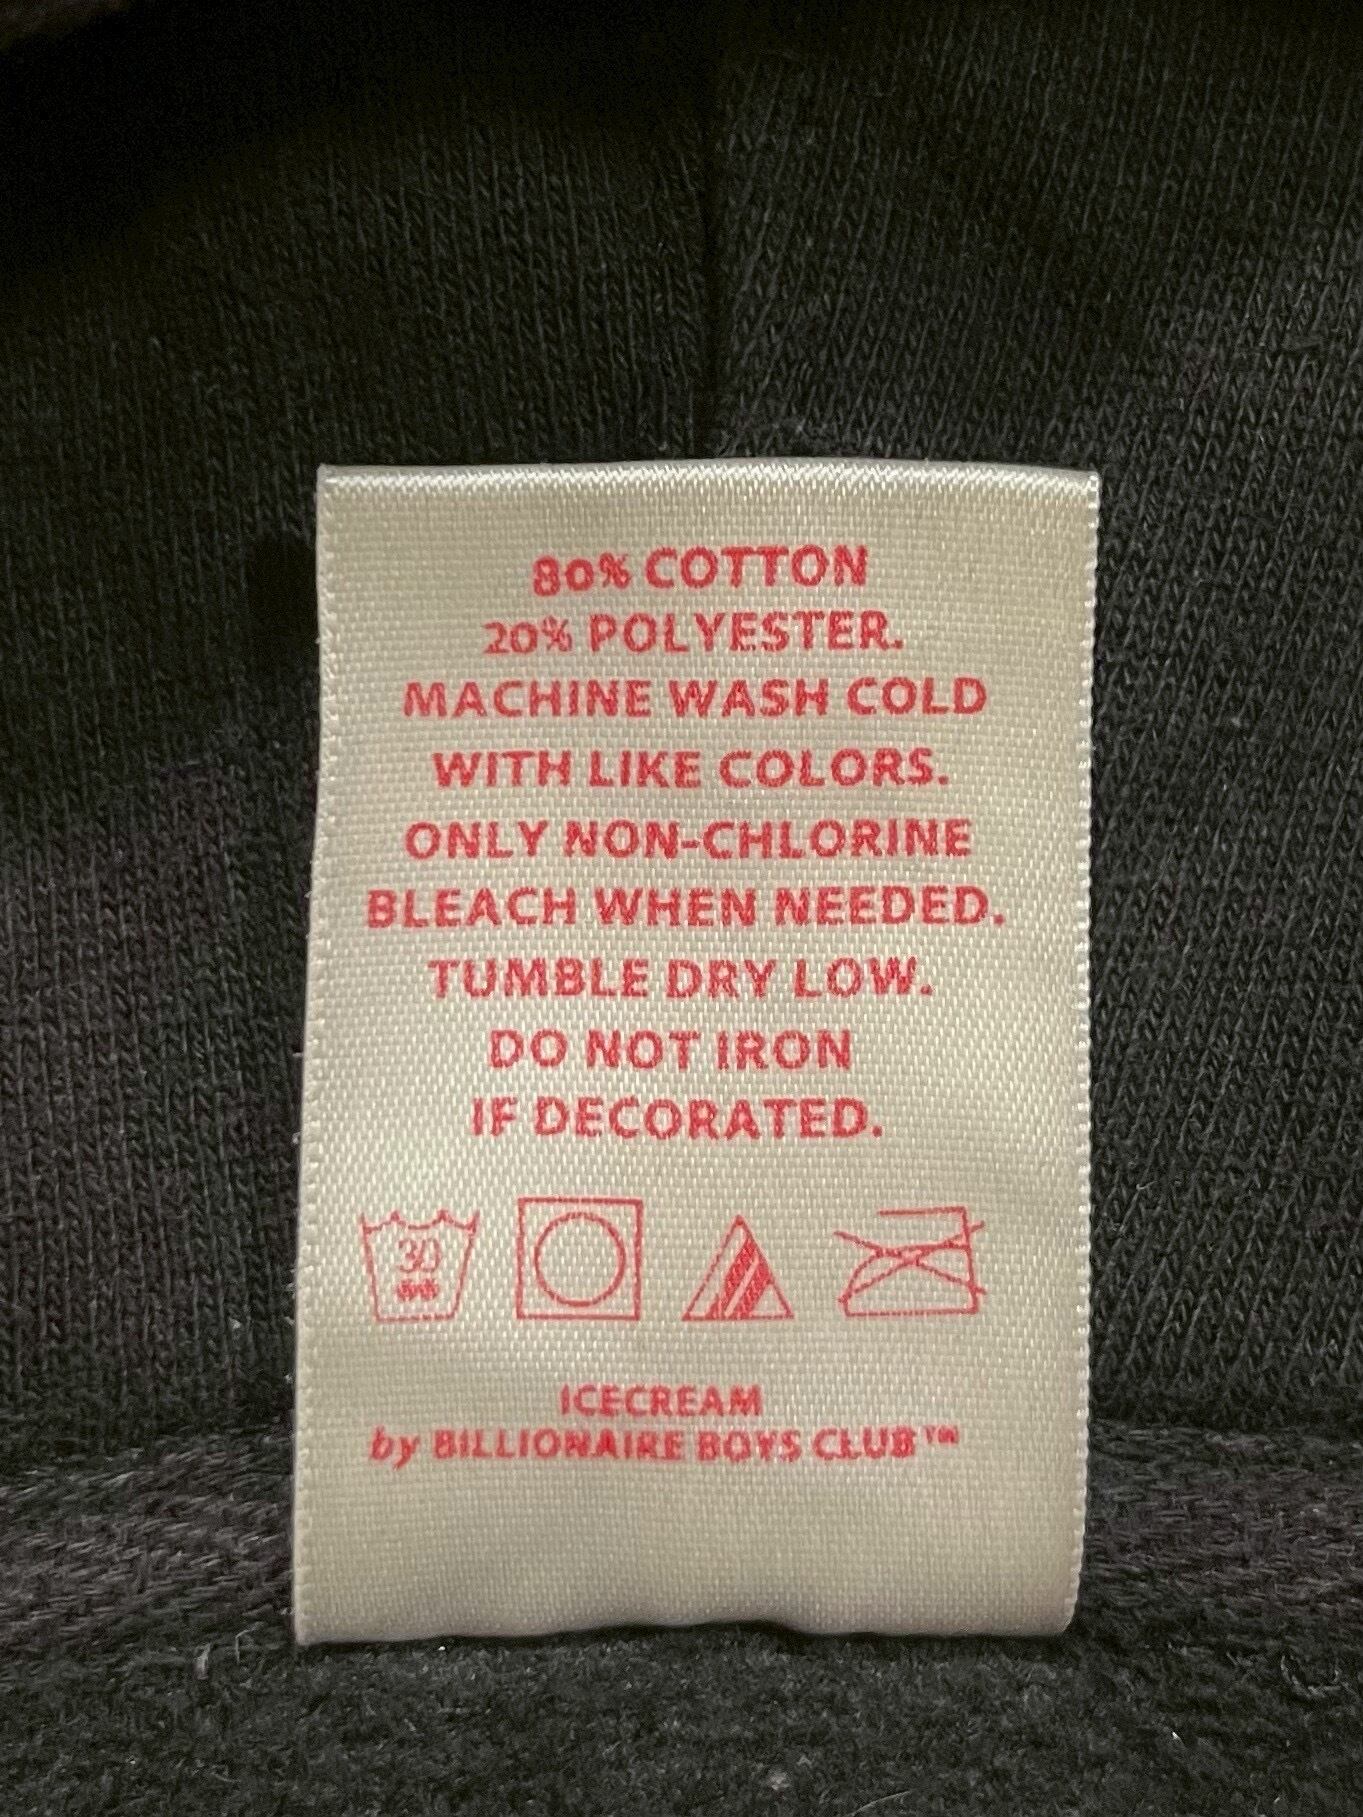 80% COTTON
20% POLYESTER.
MACHINE WASH COLD
WITH LIKE COLORS.
ONLY NON-CHLORINE
BLEACH WHEN NEEDED.
TUMBLE DRY LOW.
DO NOT IRON
IF DECORATED.
30
ICECREAM
by BILLIONAIRE BOYS CLUB™